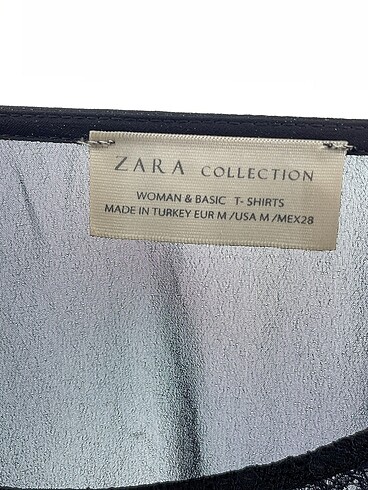 ZARA COLLECTION
WOMAN & BASIC T- SHIRTS
MADE IN TURKEY EUR M /USA M /MEX28